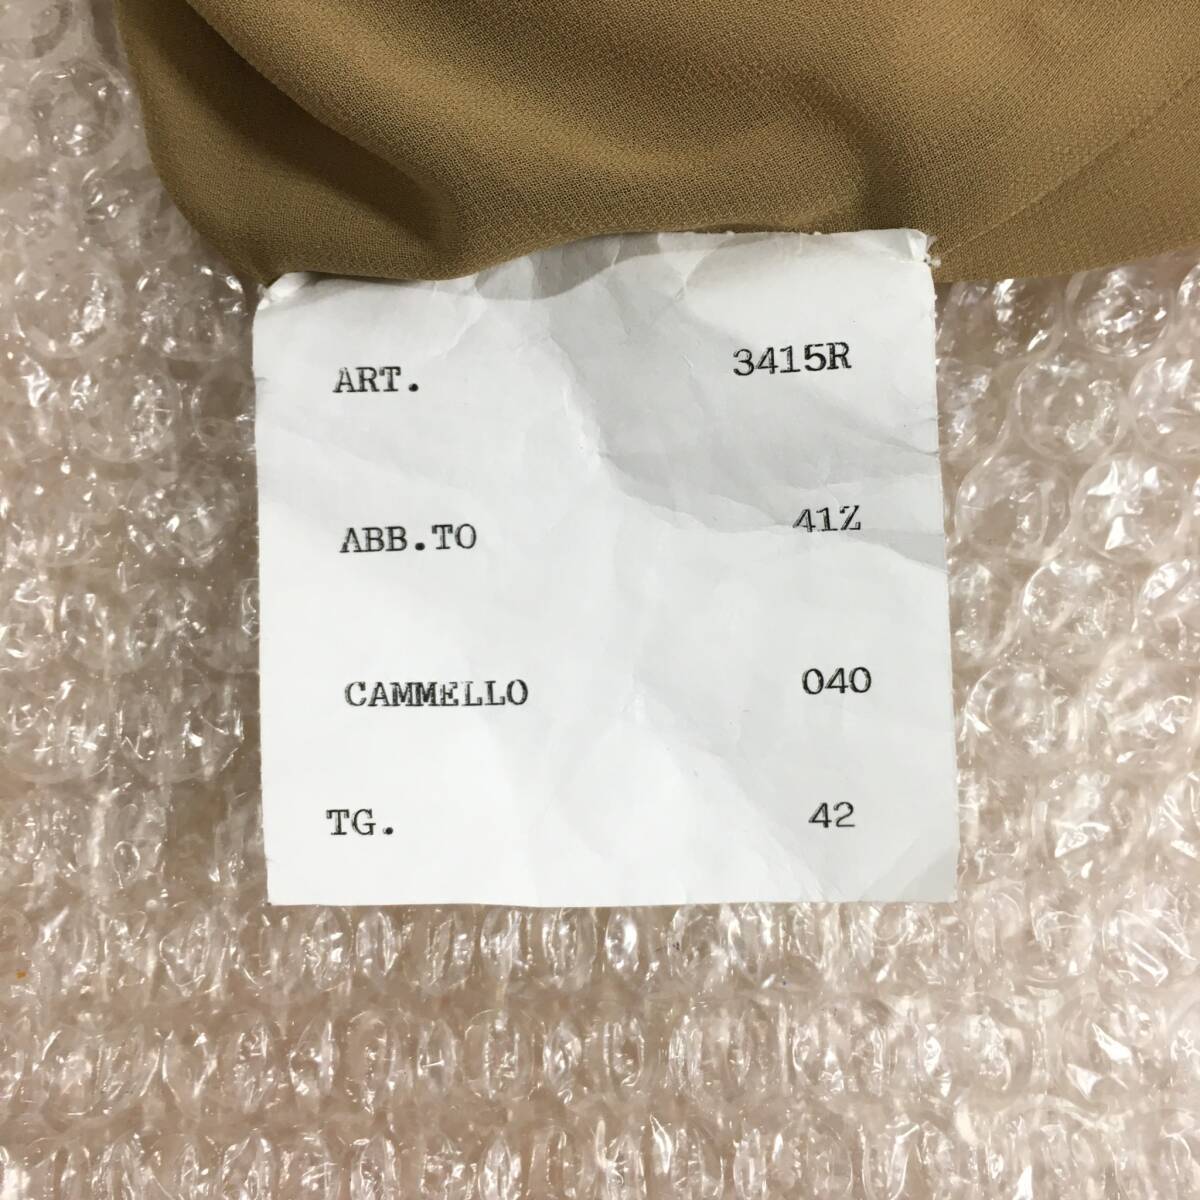 ART. 3415R
ABB.TO 41Z
CAMMELLO 040
TG. 42